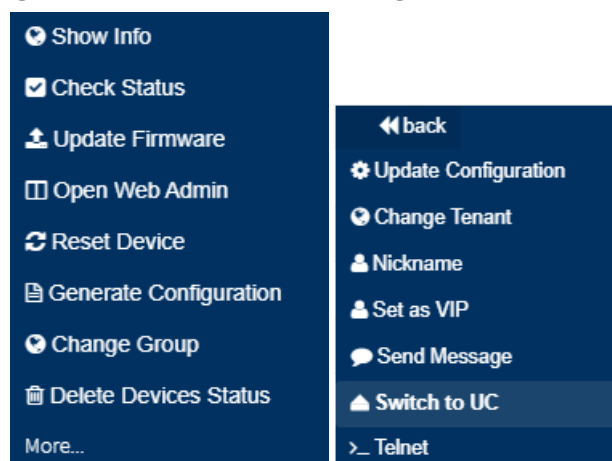 Show Info
Check Status
Update Firmware
Open Web Admin
Reset Device
Generate Configuration
Change Group
Delete Devices Status
More...
back
Update Configuration
Change Tenant
Nickname
Set as VIP
Send Message
Switch to UC
>_ Telnet